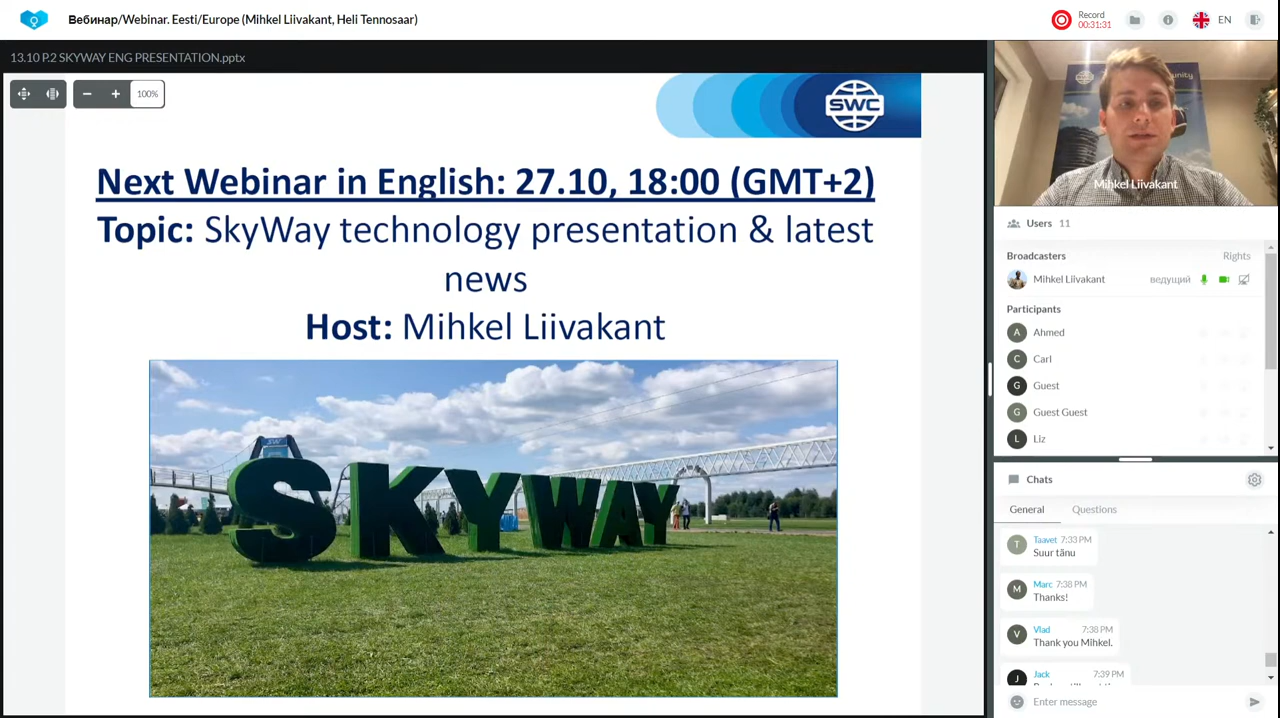 Вебинар/Webinar. Eesti/Europe (Mihkel Liivakant, Heli Tennosaar)
Record
00:31:31
EN
13.10 P.2 SKYWAY ENG PRESENTATION.pptx
100%
SWC
Next Webinar in English: 27.10, 18:00 (GMT+2)
Topic: SkyWay technology presentation & latest
news
Host: Mihkel Liivakant
SW
SKYWAY
Mihkel Liivakant
Users 11
Broadcasters Rights
Mihkel Liivakant ведущий
Participants
A Ahmed
C Carl
G Guest
G Guest Guest
L Liz
Chats
General Questions
T Taavet 7:33 PM
Suur tänu
M Marc 7:38 PM
Thanks!
V Vlad 7:38 PM
Thank you Mihkel.
J Jack 7:39 PM
Enter message